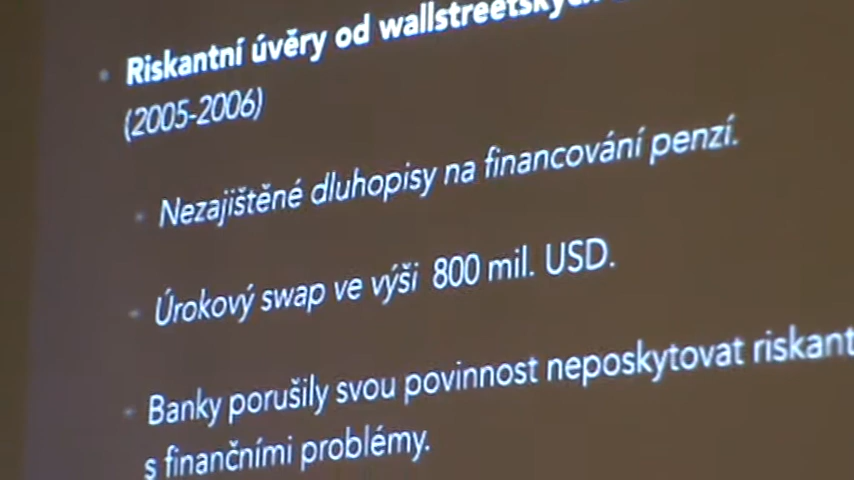 Riskantní úvěry od wallstreetských
(2005-2006)
Nezajištěné dluhopisy na financování penzí.
Úrokový swap ve výši 800 mil. USD.
Banky porušily svou povinnost neposkytovat riskant
s finančními problémy.